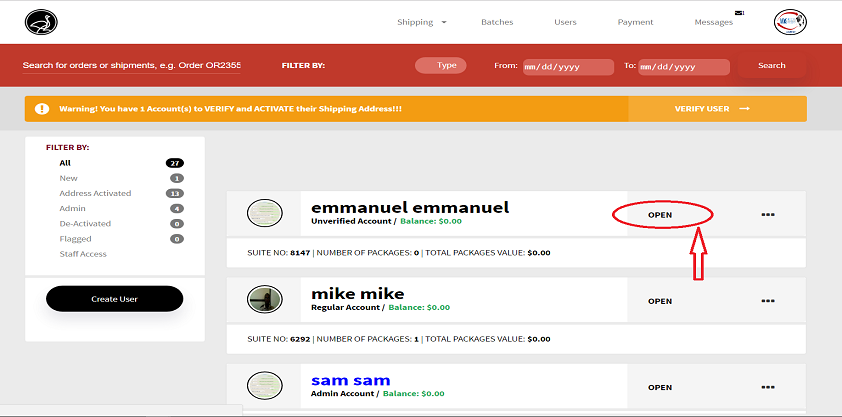 Shipping Batches Users Payment Messages
Search for orders or shipments, e.g. Order OR2355 FILTER BY: Type From: mm/dd/yyyy To: mm/dd/yyyy Search
Warning! You have 1 Account(s) to VERIFY and ACTIVATE their Shipping Address!!! VERIFY USER
FILTER BY:
All 27
New 1
Address Activated 13
Admin 4
De-Activated 0
Flagged 0
Staff Access
Create User
emmanuel emmanuel
Unverified Account / Balance: $0.00
OPEN
SUITE NO: 8147 | NUMBER OF PACKAGES: 0 | TOTAL PACKAGES VALUE: $0.00
mike mike
Regular Account / Balance: $0.00
OPEN
SUITE NO: 6292 | NUMBER OF PACKAGES: 1 | TOTAL PACKAGES VALUE: $0.00
sam sam
Admin Account / Balance: $0.00
OPEN